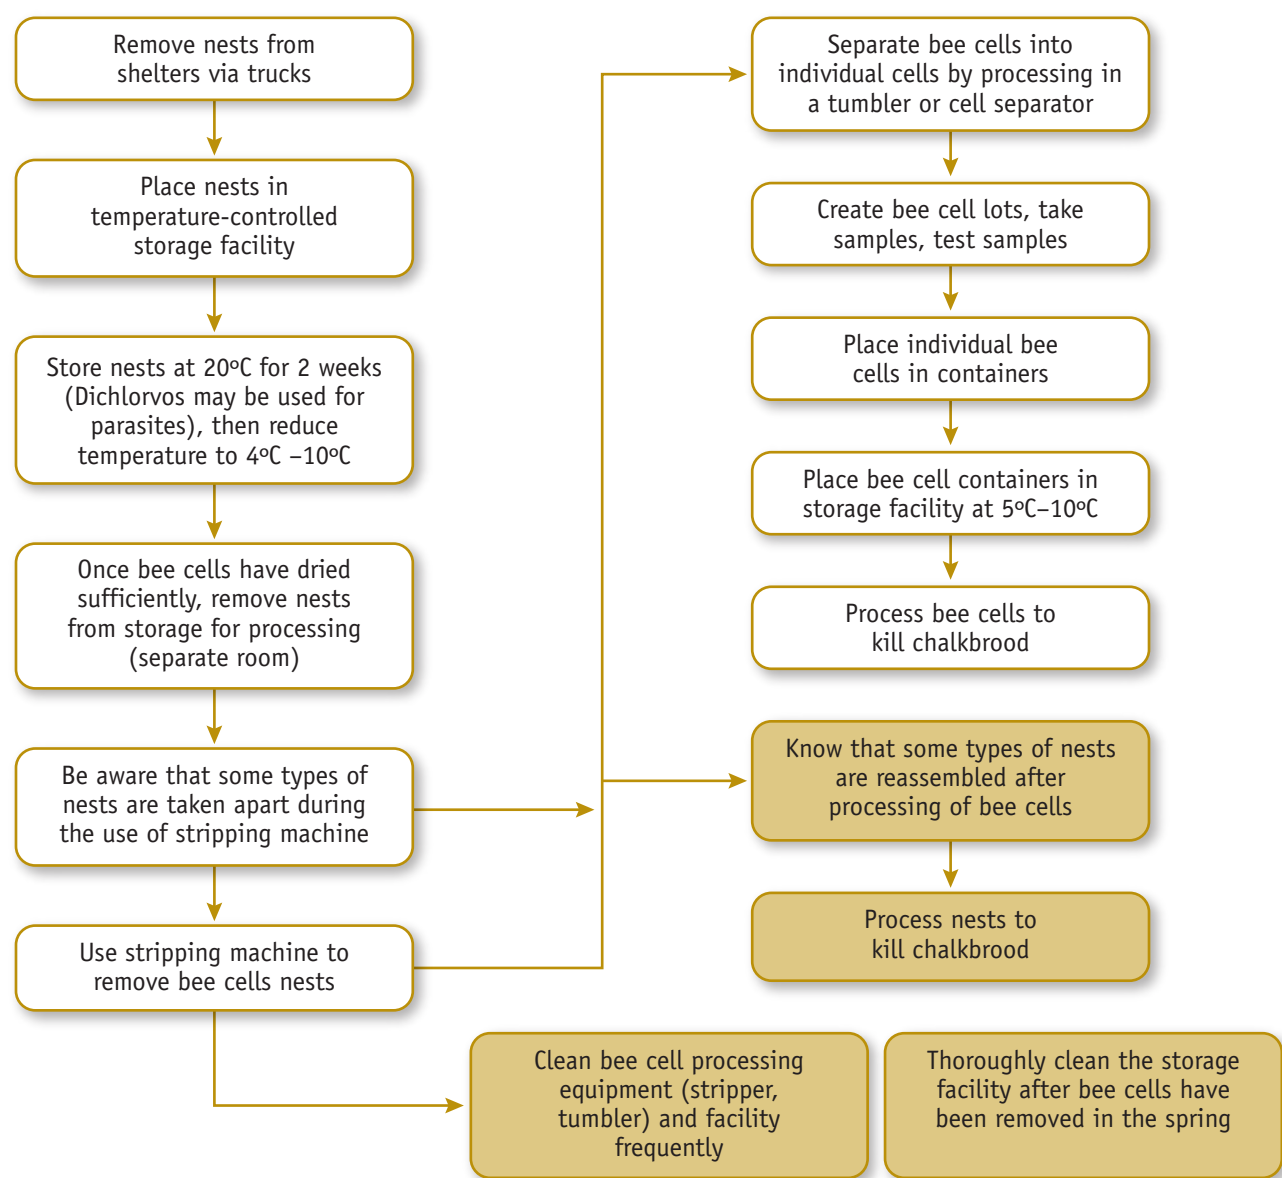 Remove nests from
shelters via trucks
Place nests in
temperature-controlled
storage facility
Store nests at 20ºC for 2 weeks
(Dichlorvos may be used for
parasites), then reduce
temperature to 4ºC –10ºC
Once bee cells have dried
sufficiently, remove nests
from storage for processing
(separate room)
Be aware that some types of
nests are taken apart during
the use of stripping machine
Use stripping machine to
remove bee cells nests
Separate bee cells into
individual cells by processing in
a tumbler or cell separator
Create bee cell lots, take
samples, test samples
Place individual bee
cells in containers
Place bee cell containers in
storage facility at 5ºC–10ºC
Process bee cells to
kill chalkbrood
Know that some types of nests
are reassembled after
processing of bee cells
Process nests to
kill chalkbrood
Clean bee cell processing
equipment (stripper,
tumbler) and facility
frequently
Thoroughly clean the storage
facility after bee cells have
been removed in the spring